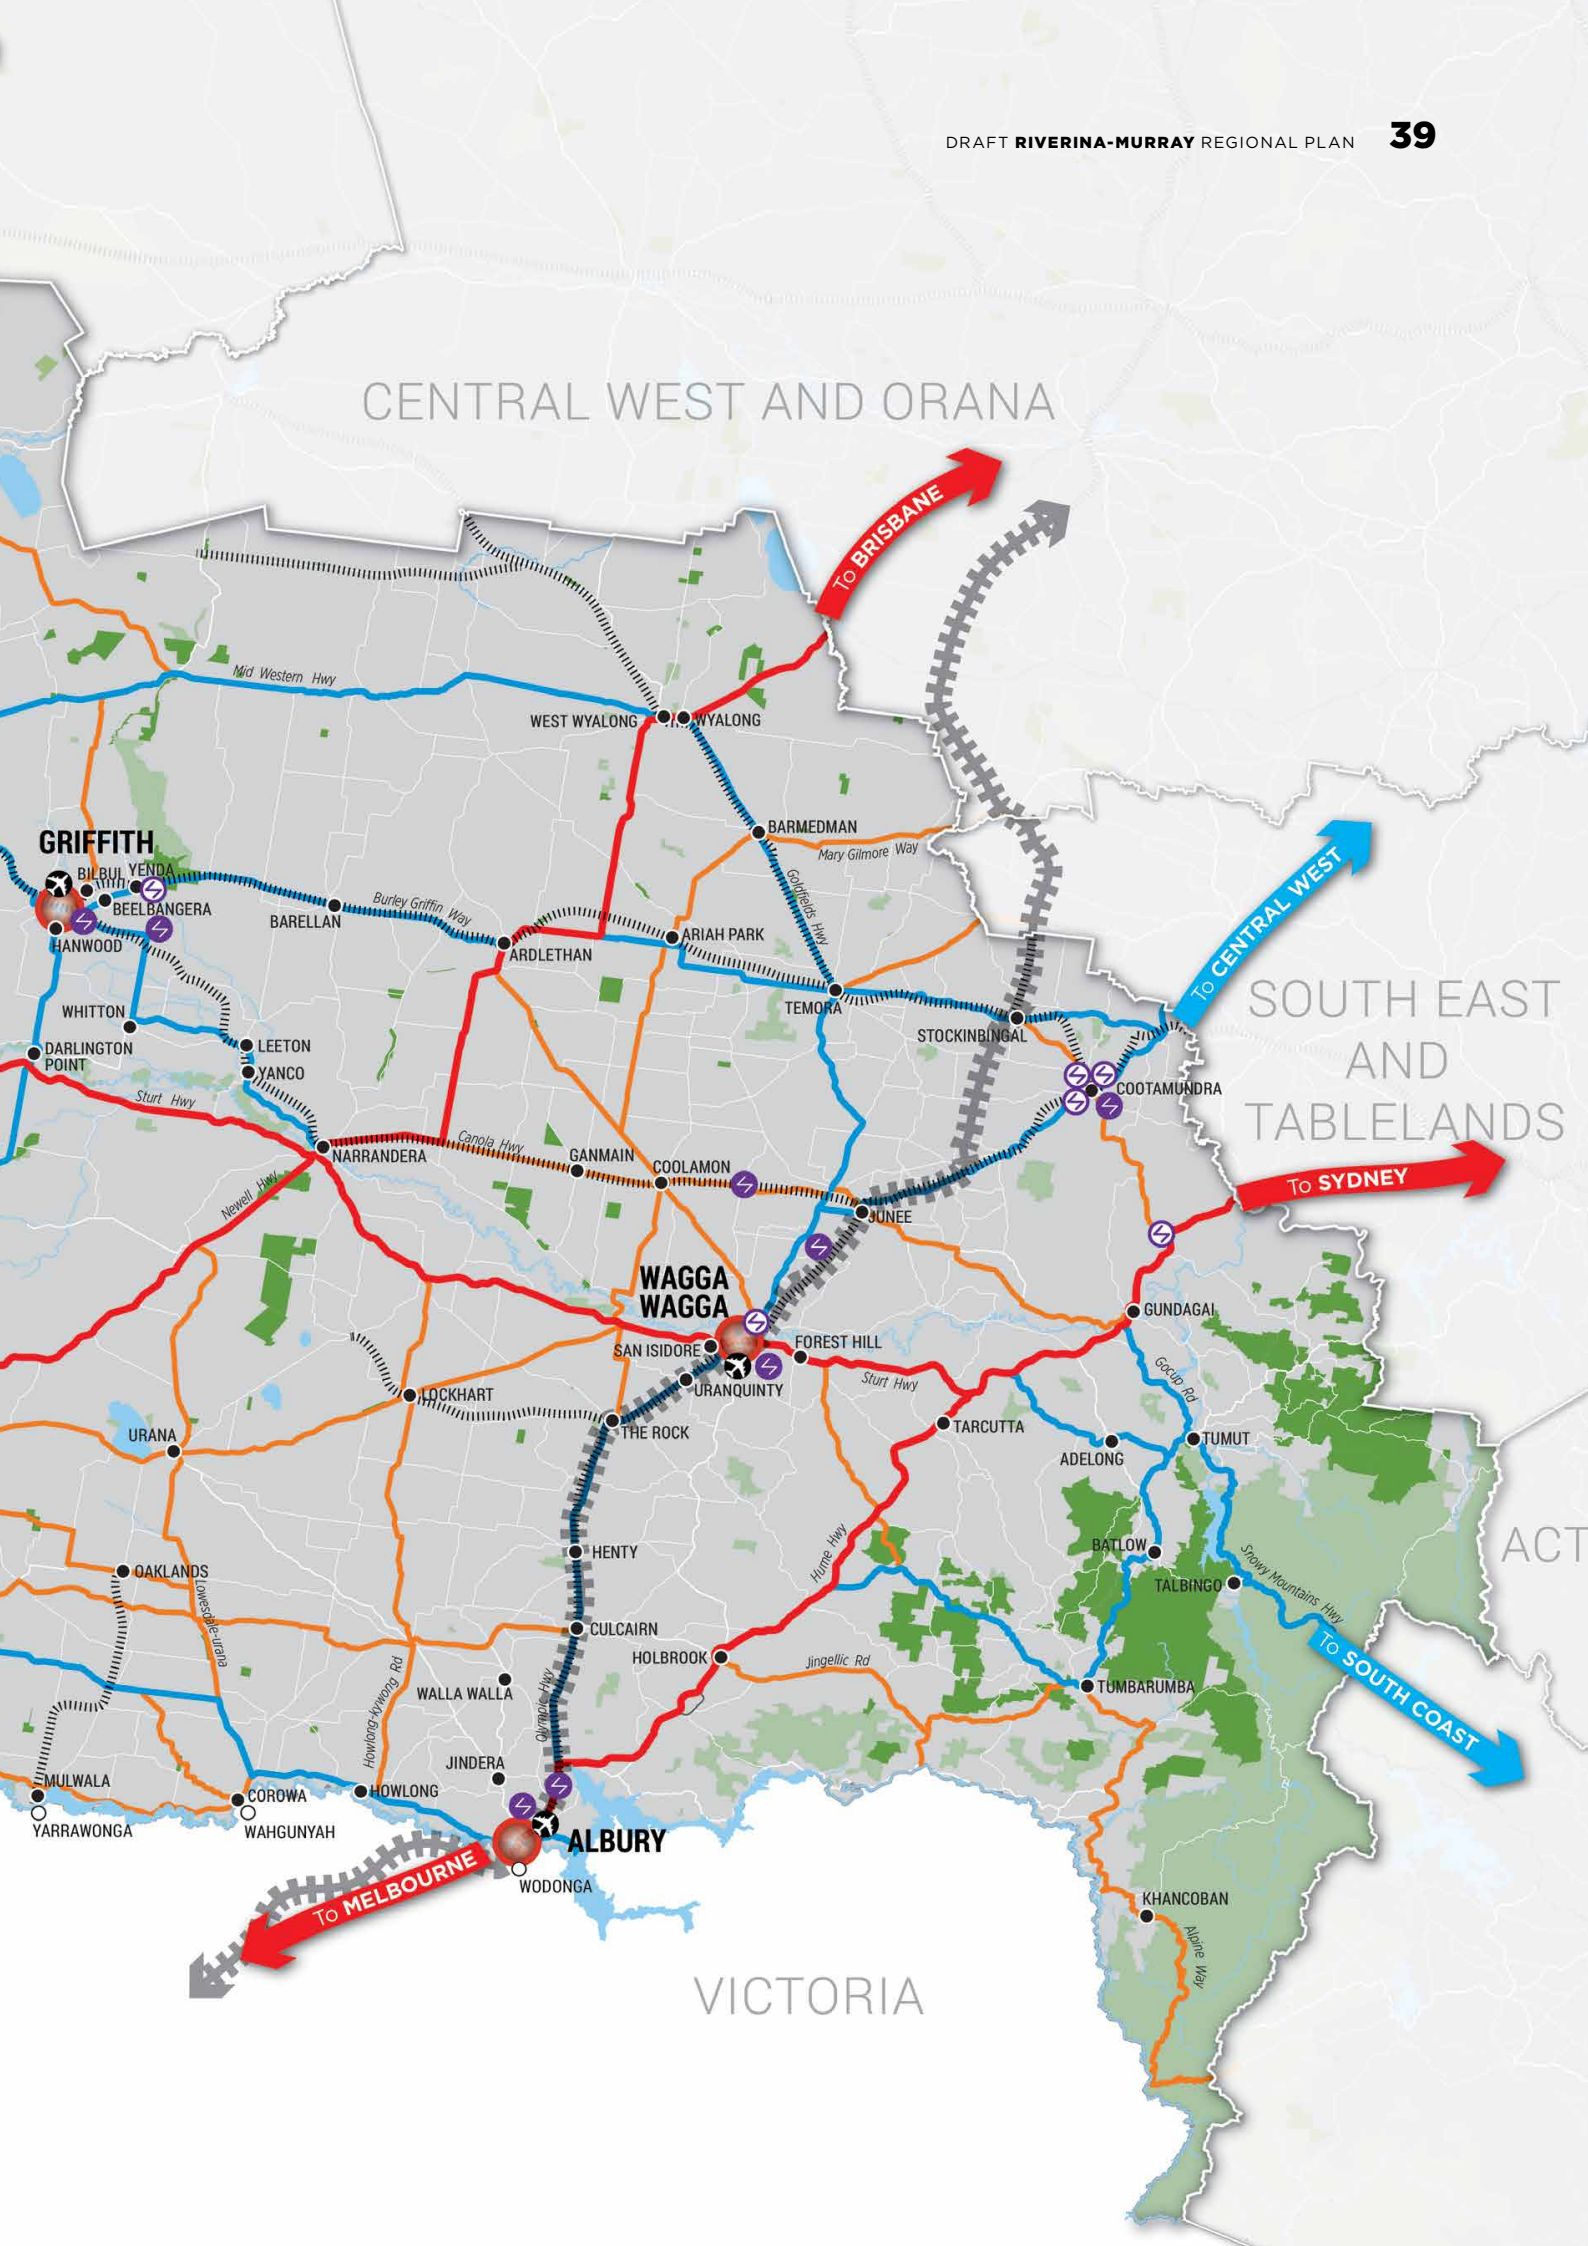 DRAFT RIVERINA-MURRAY REGIONAL PLAN 39
CENTRAL WEST AND ORANA
To BRISBANE
Mid Western Hwy
WEST WYALONG
WYALONG
BARMEDMAN
Mary Gilmore Way
GRIFFITH
BILBUL
YENDA
BEELBANGERA
HANWOOD
BARELLAN
Burley Griffin Way
Goldfields Hwy
ARIAH PARK
ARDLETHAN
To CENTRAL WEST
SOUTH EAST
AND
TABLELANDS
WHITTON
TEMORA
STOCKINBINGAL
DARLINGTON
POINT
LEETON
YANCO
COOTAMUNDRA
Sturt Hwy
Canola Hwy
NARRANDERA
GANMAIN
COOLAMON
To SYDNEY
Newell Hwy
JUNEE
WAGGA
WAGGA
GUNDAGAI
SAN ISIDORE
FOREST HILL
Sturt Hwy
Gocup Rd
URANQUINTY
LOCKHART
THE ROCK
TARCUTTA
URANA
TUMUT
ADELONG
ACT
HENTY
Hume Hwy
BATLOW
Snowy Mountains Hwy
TALBINGO
OAKLANDS
Lowesdale-urana
CULCAIRN
HOLBROOK
Jingellic Rd
To SOUTH COAST
Howlong-kywong Rd
WALLA WALLA
Olympic Hwy
TUMBARUMBA
JINDERA
MULWALA
COROWA
HOWLONG
YARRAWONGA
WAHGUNYAH
ALBURY
To MELBOURNE
WODONGA
KHANCOBAN
Alpine Way
VICTORIA